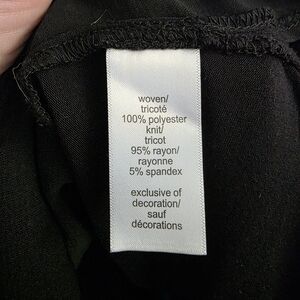 woven/
tricoté
100% polyester
knit/
tricot
95% rayon/
rayonne
5% spandex
exclusive of
decoration/
sauf
décorations